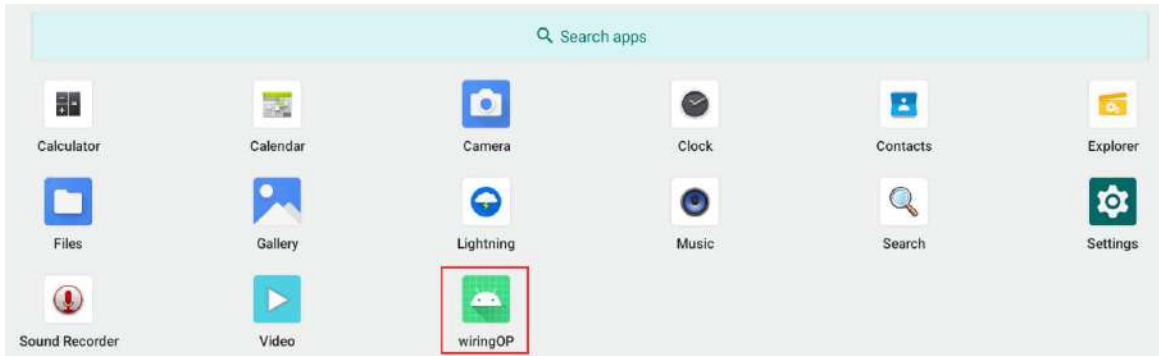 Search apps
Calculator Calendar Camera Clock Contacts Explorer
Files Gallery Lightning Music Search Settings
Sound Recorder Video wiringOP